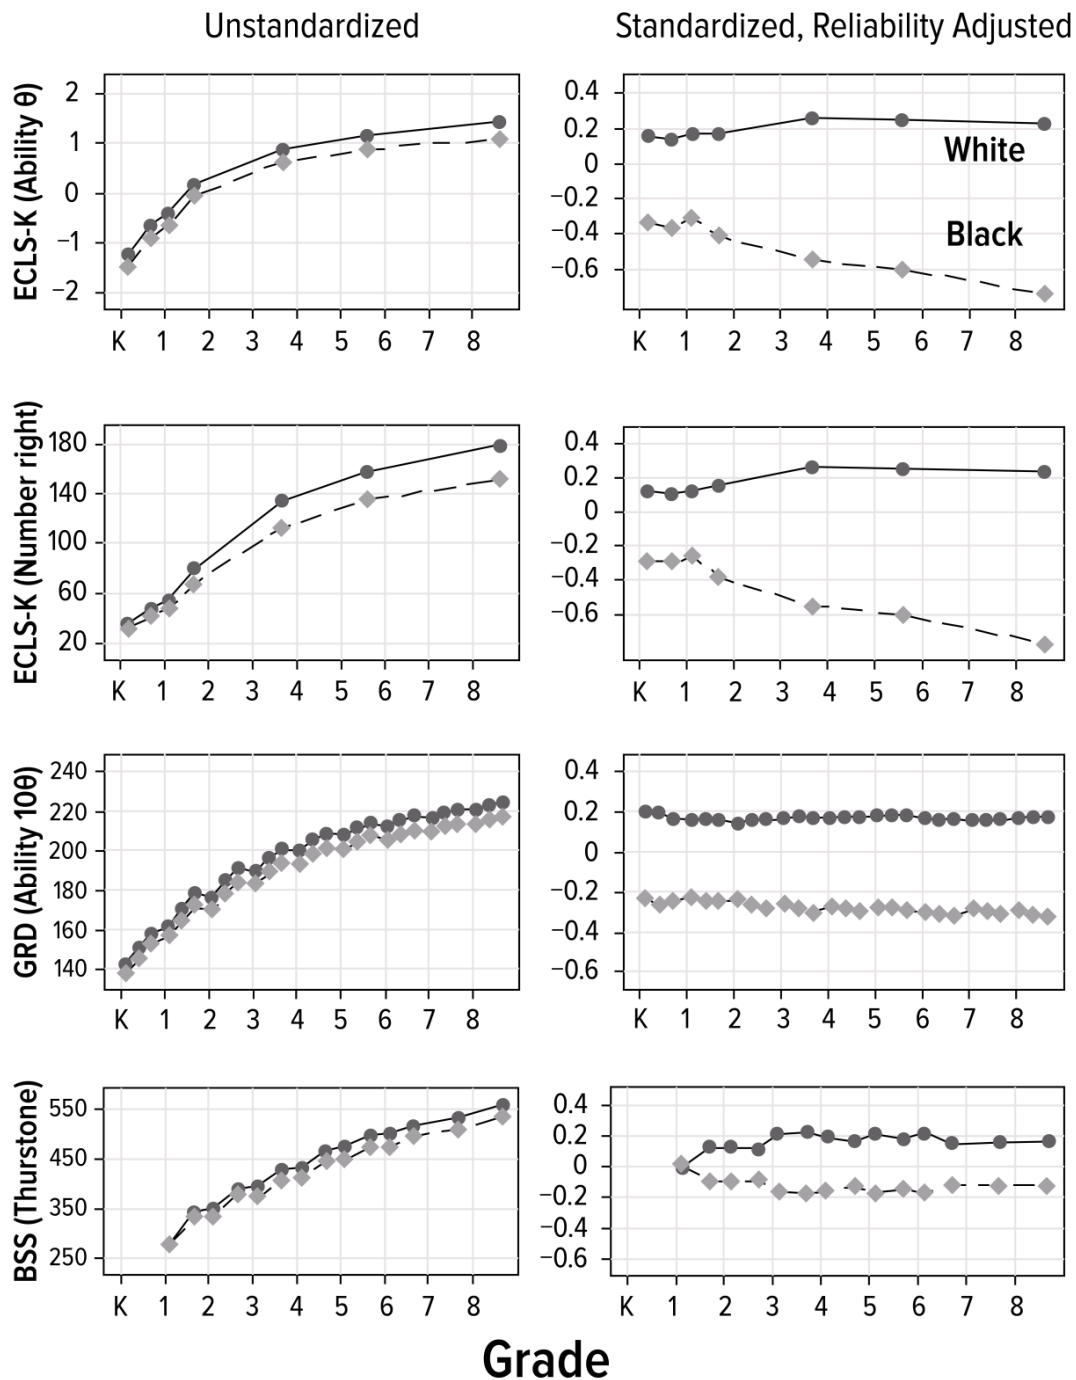 Unstandardized
Standardized, Reliability Adjusted
ECLS-K (Ability θ)
2
1
0
−1
−2
K 1 2 3 4 5 6 7 8
0.4
0.2
0
−0.2
−0.4
−0.6
White
Black
K 1 2 3 4 5 6 7 8
ECLS-K (Number right)
180
140
100
60
20
K 1 2 3 4 5 6 7 8
0.4
0.2
0
−0.2
−0.4
−0.6
K 1 2 3 4 5 6 7 8
GRD (Ability 10θ)
240
220
200
180
160
140
K 1 2 3 4 5 6 7 8
0.4
0.2
0
−0.2
−0.4
−0.6
K 1 2 3 4 5 6 7 8
BSS (Thurstone)
550
450
350
250
K 1 2 3 4 5 6 7 8
0.4
0.2
0
−0.2
−0.4
−0.6
K 1 2 3 4 5 6 7 8
Grade